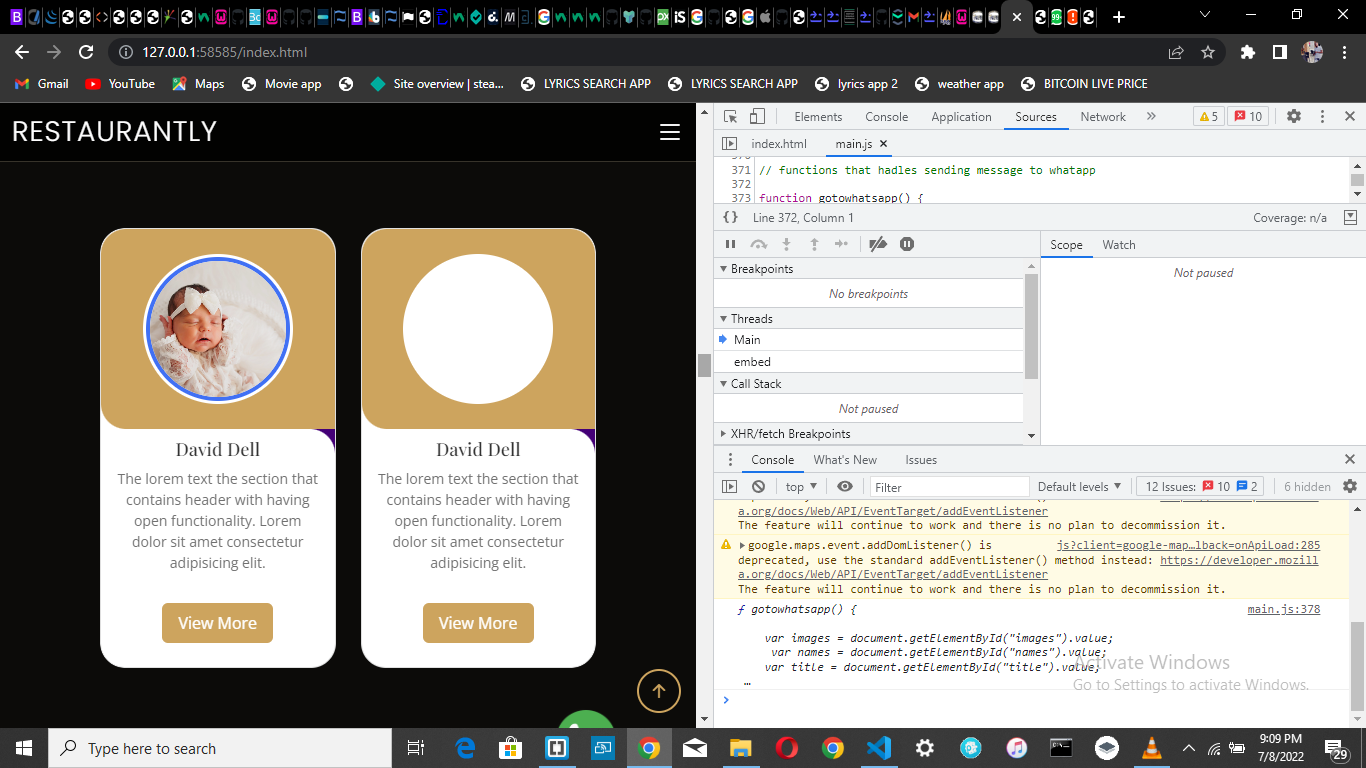 127.0.0.1:58585/index.html
Gmail
YouTube
Maps
Movie app
Site overview (stea...
LYRICS SEARCH APP
LYRICS SEARCH APP
lyrics app 2
weather app
BITCOIN LIVE PRICE
RESTAURANTLY
David Dell
The lorem text the section that
contains header with having
open functionality. Lorem
dolor sit amet consectetur
adipisicing elit.
View More
David Dell
The lorem text the section that
contains header with having
open functionality. Lorem
dolor sit amet consectetur
adipisicing elit.
View More
Elements Console Application Sources Network » 5 10
index.html main.js
371 // functions that hadles sending message to whatapp
372
373 function gotowhatsapp() {
{} Line 372, Column 1 Coverage: n/a
Scope Watch
Not paused
Breakpoints
No breakpoints
Threads
Main
embed
Call Stack
Not paused
XHR/fetch Breakpoints
Console What's New Issues
top Filter Default levels 12 Issues: 10 2 6 hidden
a.org/docs/Web/API/EventTarget/addEventListener
The feature will continue to work and there is no plan to decommission it.
google.maps.event.addDomListener() is js?client=google-map…lback=onApiLoad:285
deprecated, use the standard addEventListener() method instead: https://developer.mozill
a.org/docs/Web/API/EventTarget/addEventListener
The feature will continue to work and there is no plan to decommission it.
ƒ gotowhatsapp() { main.js:378
var images = document.getElementById("images").value;
var names = document.getElementById("names").value;
var title = document.getElementById("title").value;
…
Activate Windows
Go to Settings to activate Windows.
Type here to search
9:09 PM
7/8/2022
29